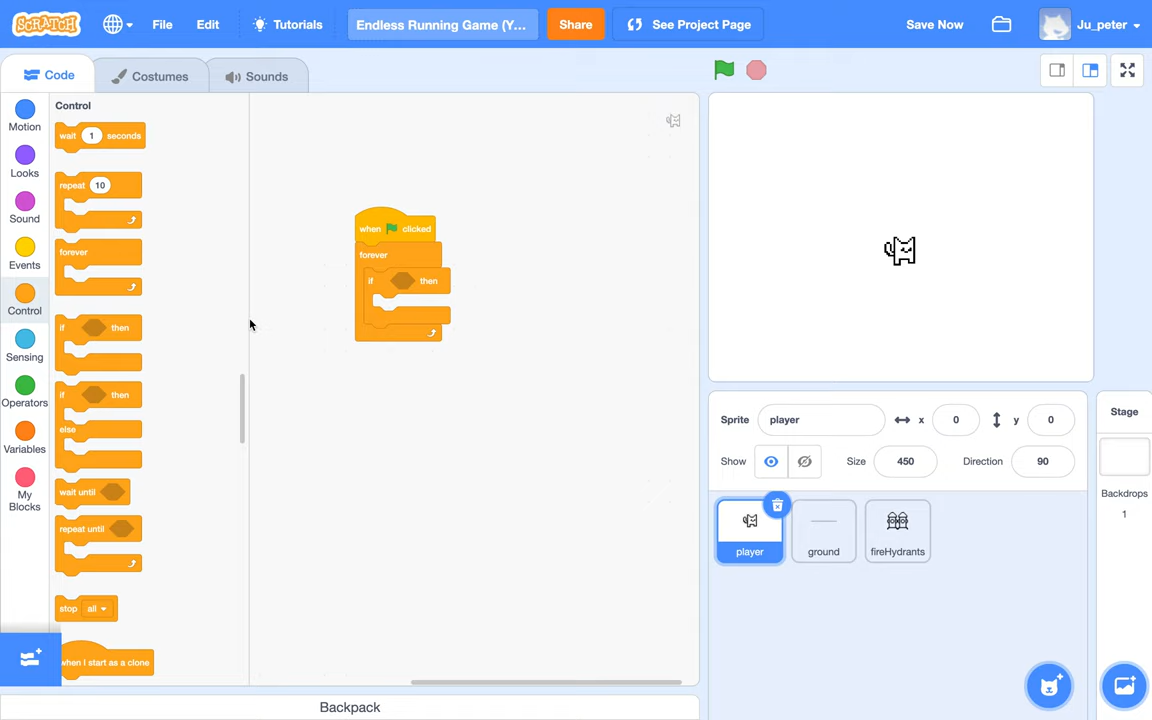 SCRATCH File Edit Tutorials Endless Running Game (Y... Share See Project Page Save Now Ju_peter
Code Costumes Sounds
Motion
Looks
Sound
Events
Control
Sensing
Operators
Variables
My
Blocks
Control
wait 1 seconds
repeat 10
forever
if then
if then
else
wait until
repeat until
stop all
when I start as a clone
when clicked
forever
if then
Backpack
Sprite player x 0 y 0
Show Size 450 Direction 90
player ground fireHydrants
Stage
Backdrops
1